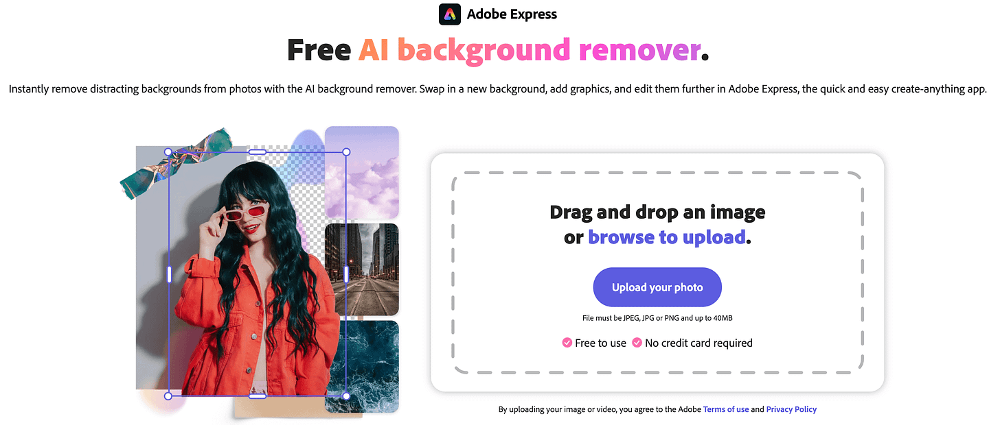 Adobe Express
Free AI background remover.
Instantly remove distracting backgrounds from photos with the AI background remover. Swap in a new background, add graphics, and edit them further in Adobe Express, the quick and easy create-anything app.
Drag and drop an image
or browse to upload.
Upload your photo
File must be JPEG, JPG or PNG and up to 40MB
Free to use No credit card required
By uploading your image or video, you agree to the Adobe Terms of use and Privacy Policy